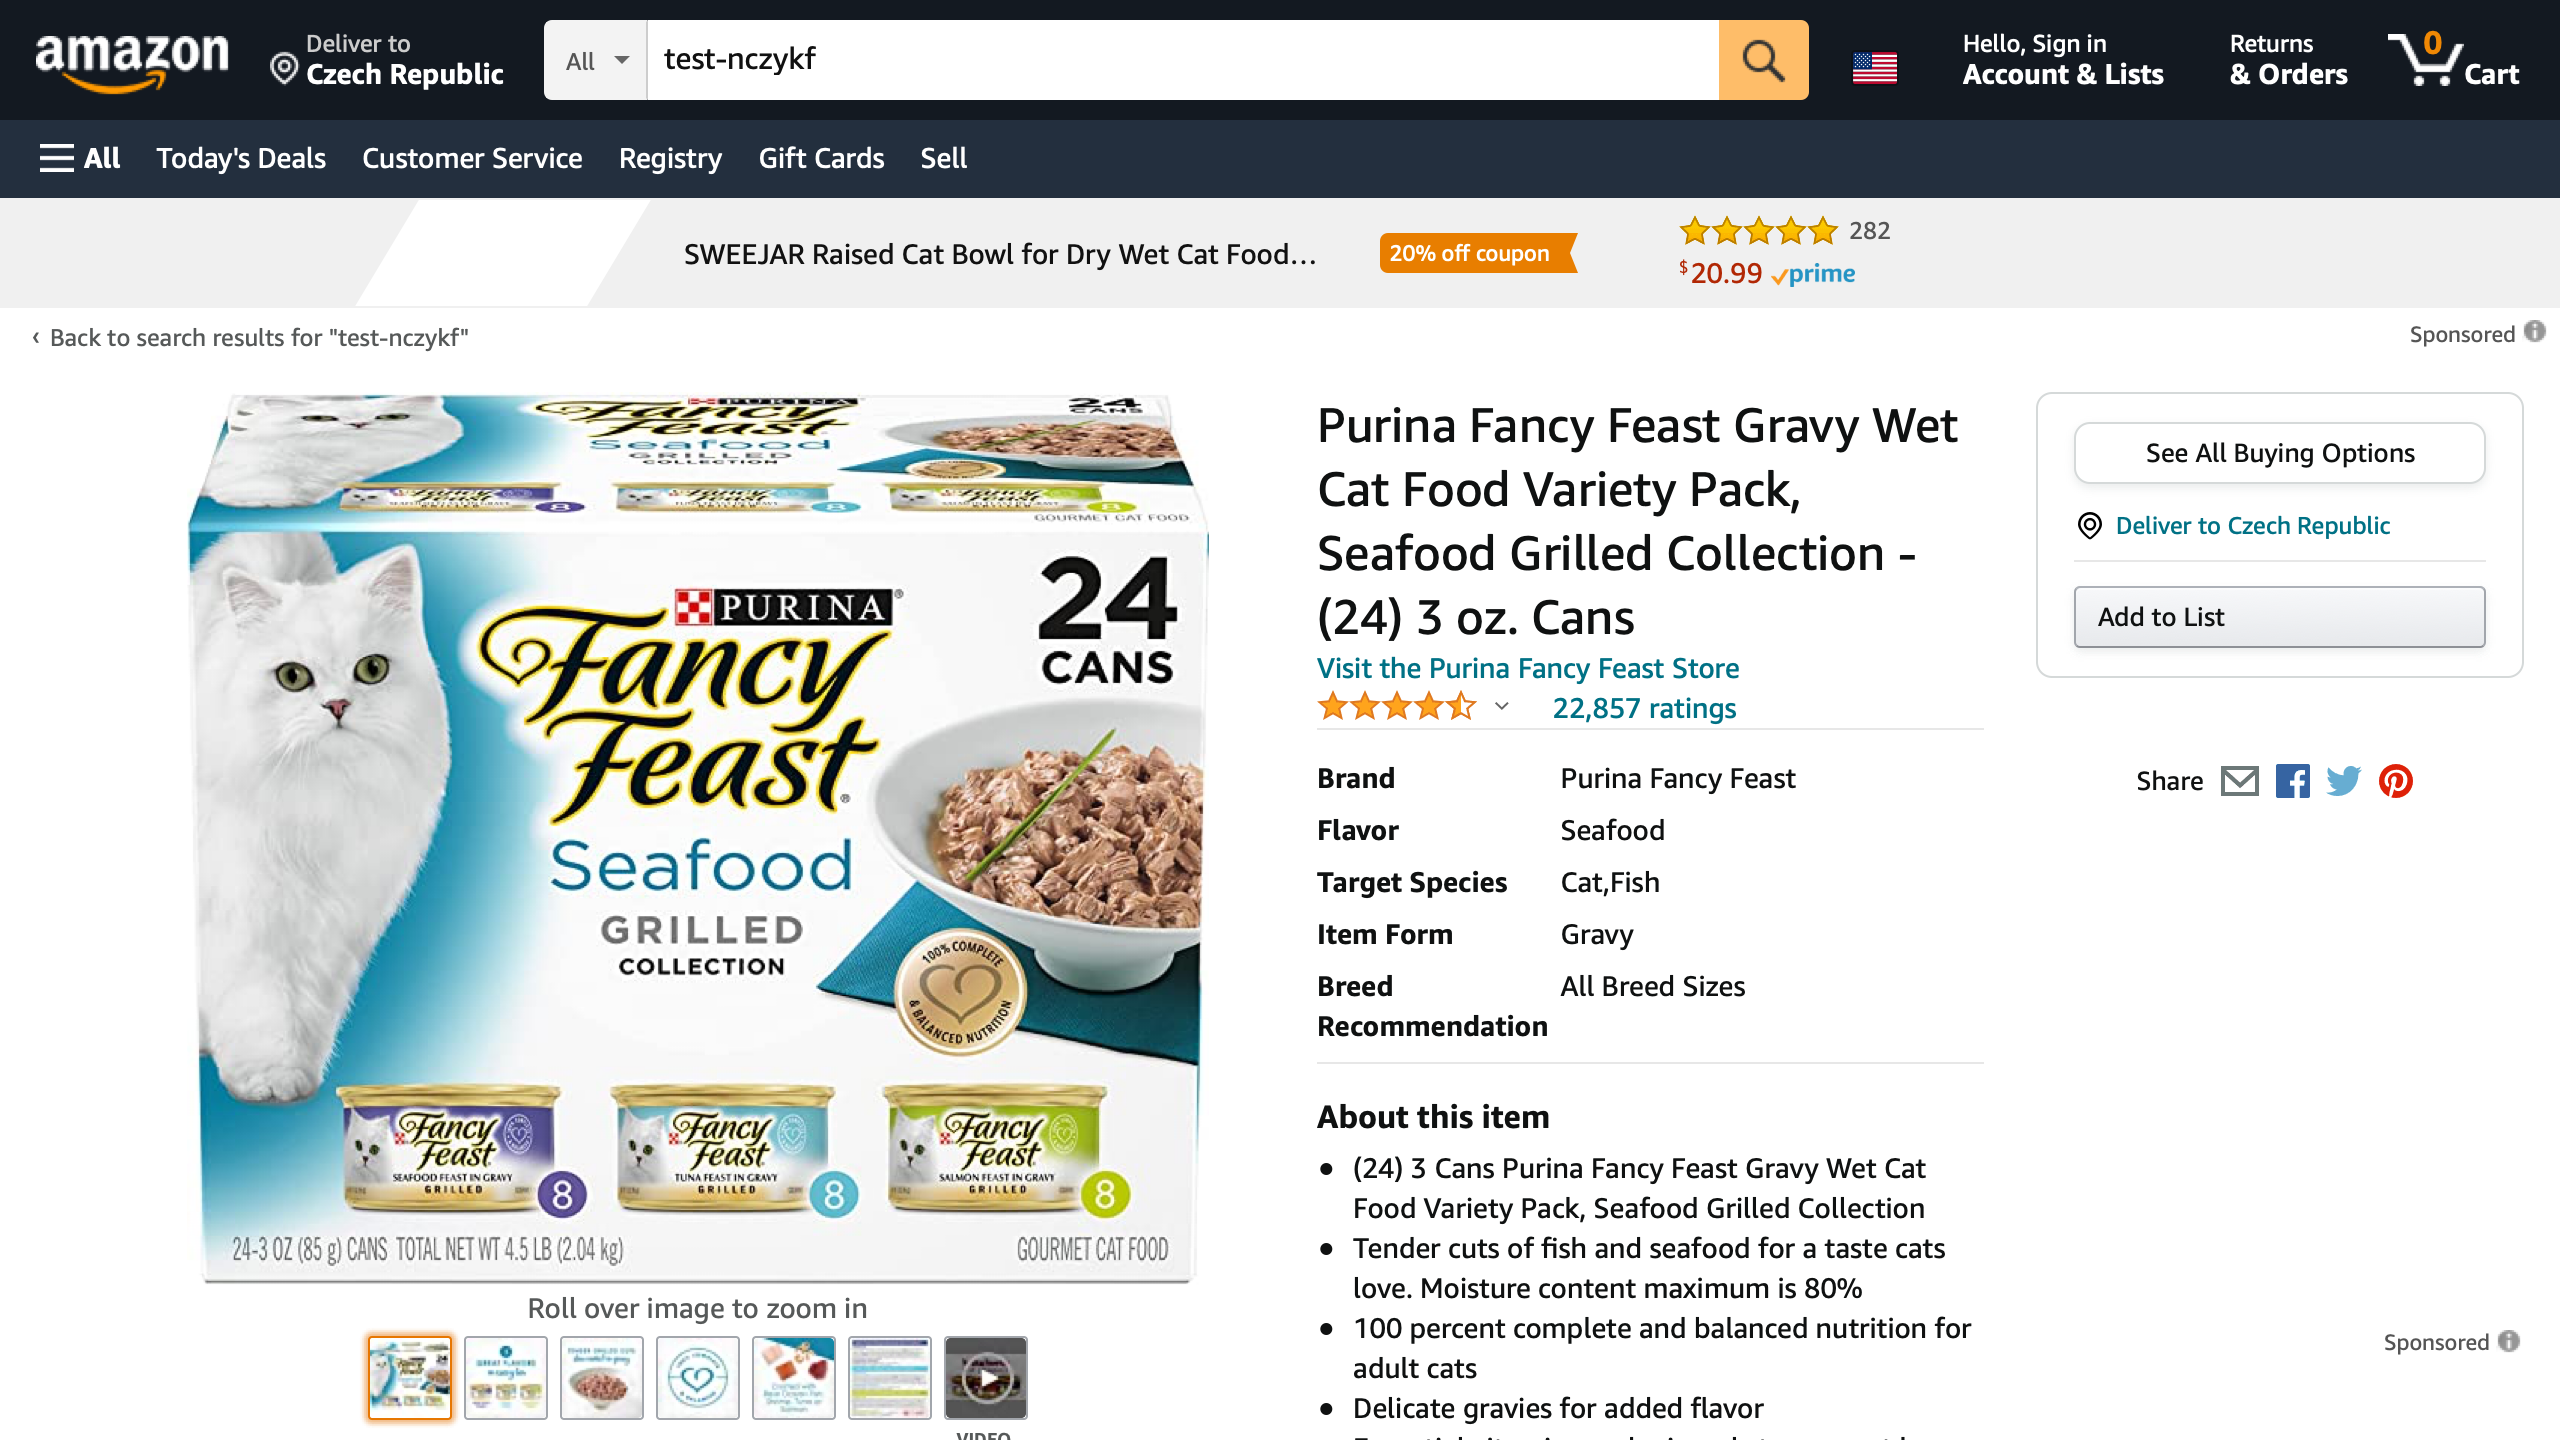 amazon
Deliver to
Czech Republic
All
test-nczykf
Hello, Sign in
Account & Lists
Returns
& Orders
0
Cart
All
Today's Deals
Customer Service
Registry
Gift Cards
Sell
SWEEJAR Raised Cat Bowl for Dry Wet Cat Food...
20% off coupon
282
$20.99 prime
‹ Back to search results for "test-nczykf"
Sponsored
PURINA
Fancy
Feast
Seafood
GRILLED
COLLECTION
24
CANS
8
8
8
GOURMET CAT FOOD
PURINA®
Fancy
Feast®
Seafood
GRILLED
COLLECTION
24
CANS
100% COMPLETE
& BALANCED NUTRITION
Fancy
Feast
SEAFOOD FEAST IN GRAVY
GRILLED
8
Fancy
Feast
TUNA FEAST IN GRAVY
GRILLED
8
Fancy
Feast
SALMON FEAST IN GRAVY
GRILLED
8
24-3 OZ (85 g) CANS TOTAL NET WT 4.5 LB (2.04 kg)
GOURMET CAT FOOD
Roll over image to zoom in
VIDEO
Purina Fancy Feast Gravy Wet
Cat Food Variety Pack,
Seafood Grilled Collection -
(24) 3 oz. Cans
Visit the Purina Fancy Feast Store
22,857 ratings
Brand Purina Fancy Feast
Flavor Seafood
Target Species Cat,Fish
Item Form Gravy
Breed All Breed Sizes
Recommendation
About this item
• (24) 3 Cans Purina Fancy Feast Gravy Wet Cat
Food Variety Pack, Seafood Grilled Collection
• Tender cuts of fish and seafood for a taste cats
love. Moisture content maximum is 80%
• 100 percent complete and balanced nutrition for
adult cats
• Delicate gravies for added flavor
See All Buying Options
Deliver to Czech Republic
Add to List
Share
Sponsored